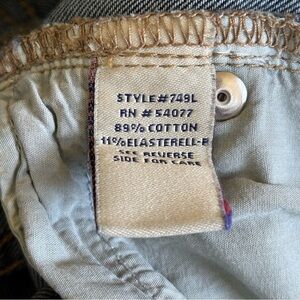 STYLE#749L
RN # 54077
89% COTTON
11%ELASTERELL-P
SEE REVERSE
SIDE FOR CARE